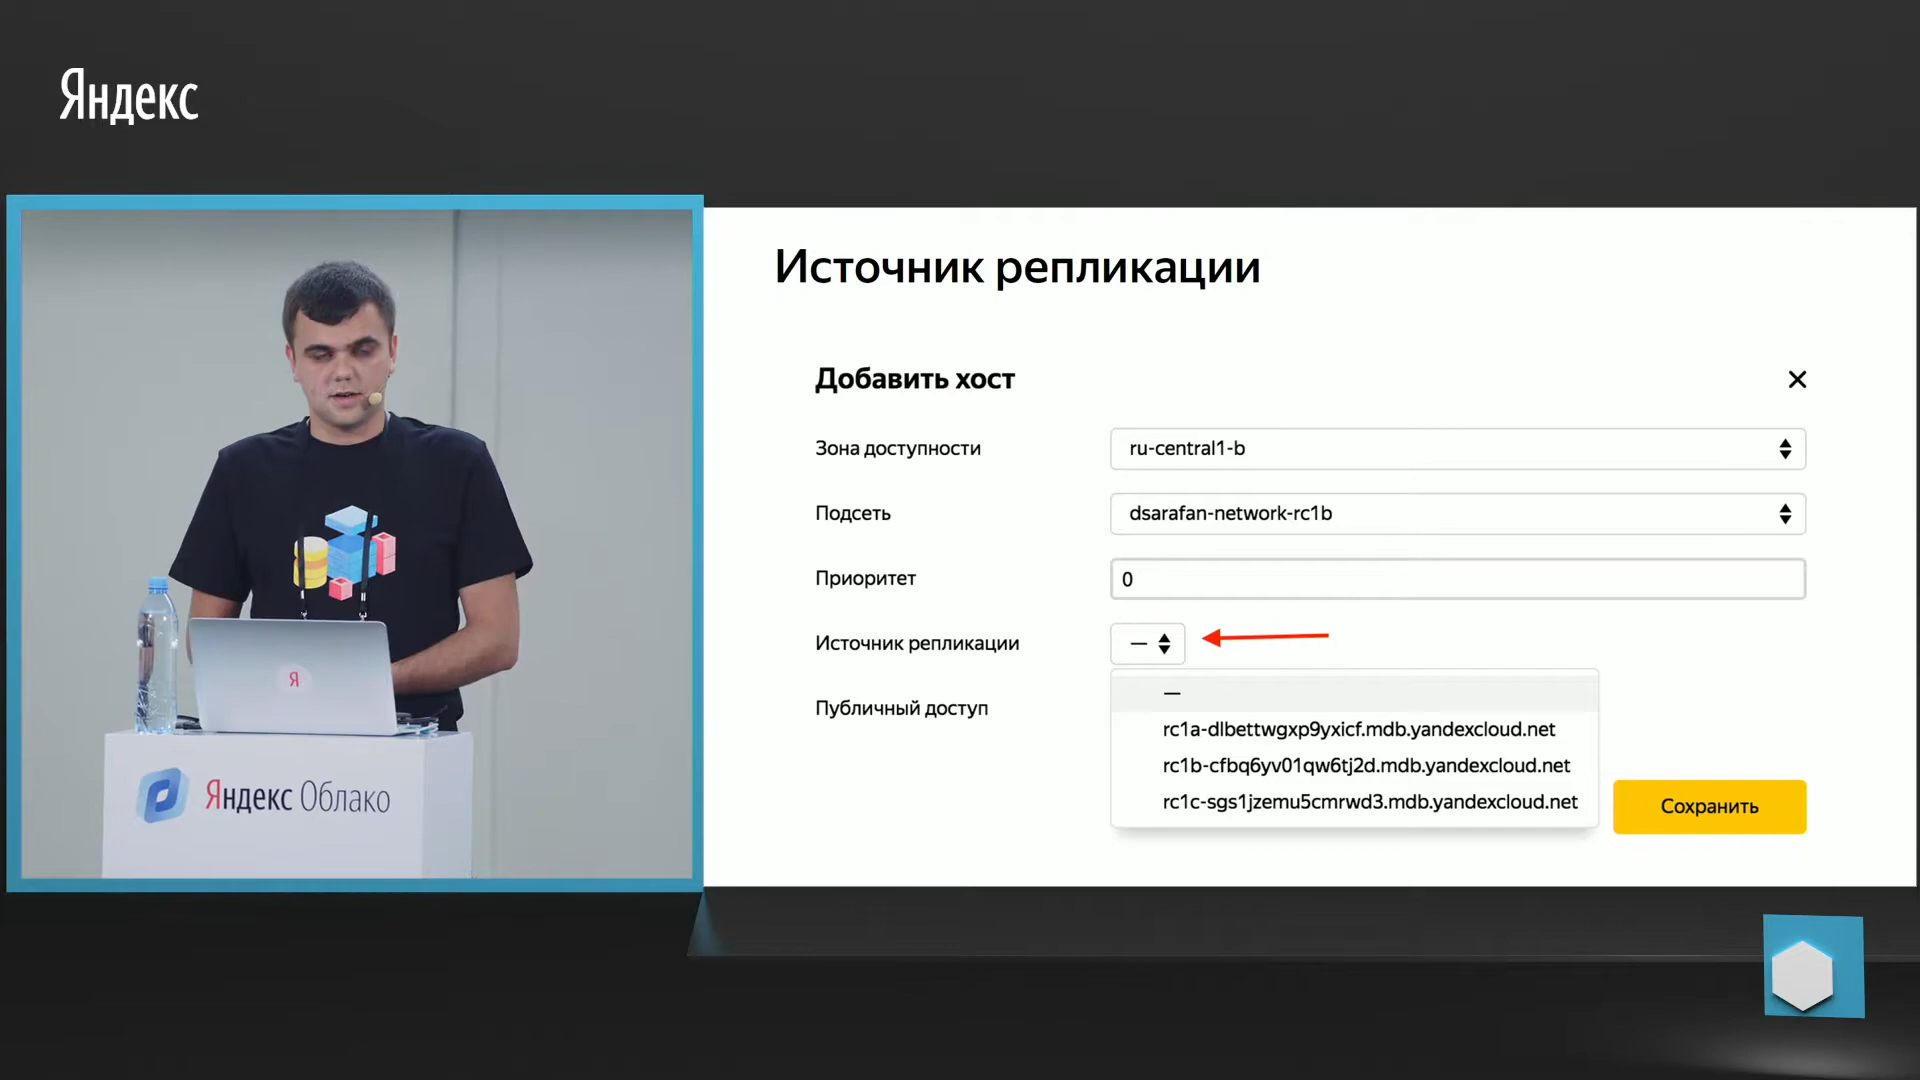 Яндекс
Источник репликации
Добавить хост
Зона доступности
ru-central1-b
Подсеть
dsarafan-network-rc1b
Приоритет
0
Источник репликации
—
—
Публичный доступ
rc1a-dlbettwgxp9yxicf.mdb.yandexcloud.net
rc1b-cfbq6yv01qw6tj2d.mdb.yandexcloud.net
rc1c-sgs1jzemu5cmrwd3.mdb.yandexcloud.net
Сохранить
Я
Яндекс Облако